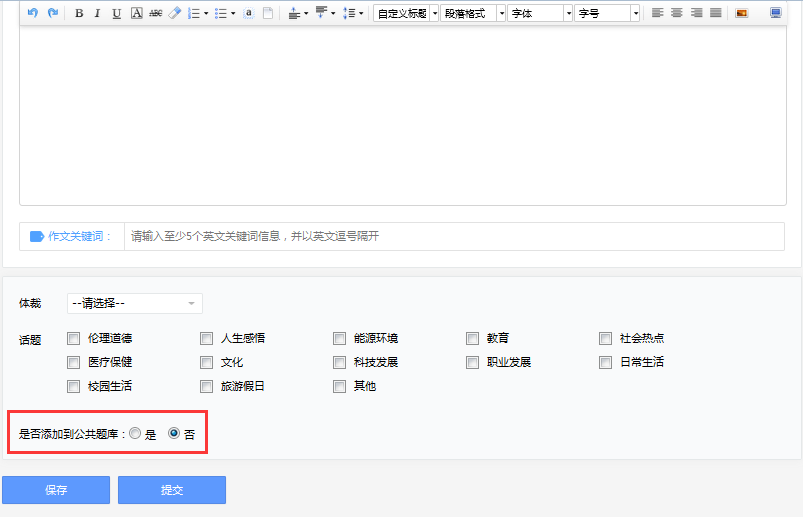 B I U A ABC a 自定义标题 段落格式 字体 字号
作文关键词： 请输入至少5个英文关键词信息，并以英文逗号隔开
体裁 --请选择--
话题 伦理道德 人生感悟 能源环境 教育 社会热点
医疗保健 文化 科技发展 职业发展 日常生活
校园生活 旅游假日 其他
是否添加到公共题库： 是 否
保存 提交